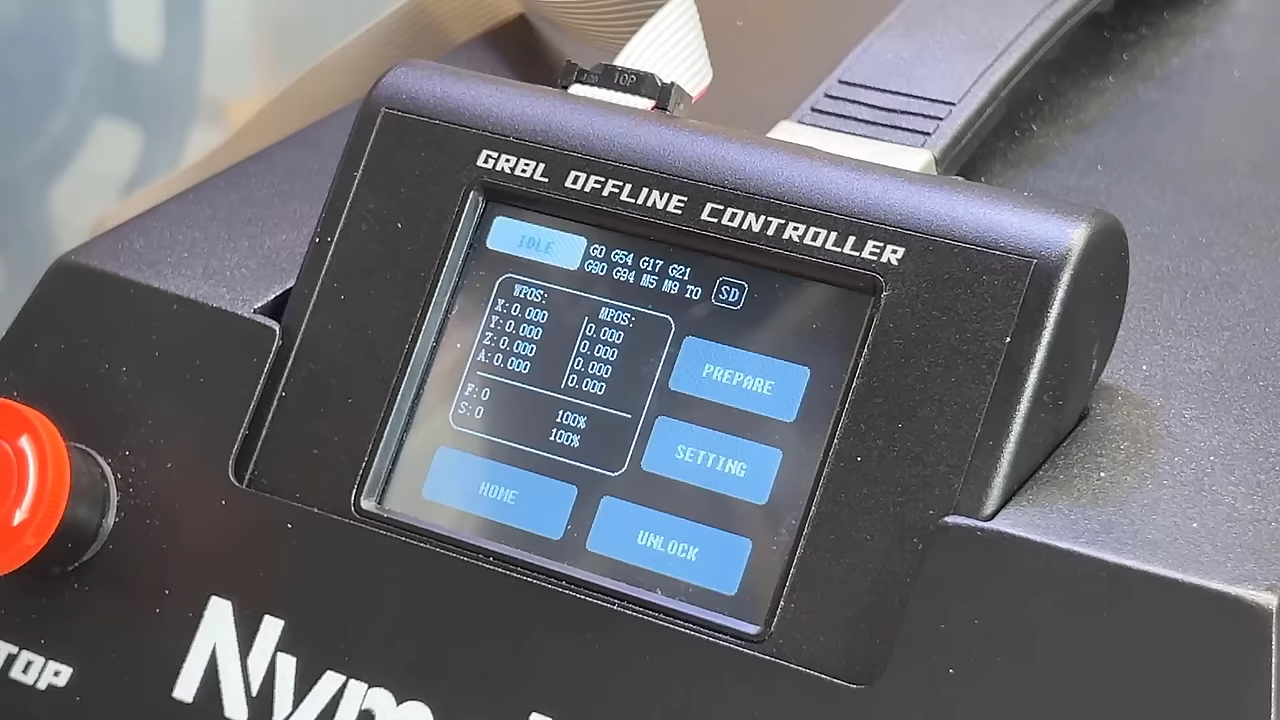 10P
GRBL OFFLINE CONTROLLER
IDLE
G0 G54 G17 G21
G90 G94 M5 M9 T0
SD
WPOS:
MPOS:
X:0.000
0.000
Y:0.000
0.000
Z:0.000
0.000
A:0.000
0.000
F:0
100%
S:0
100%
PREPARE
SETTING
HOME
UNLOCK
TOP
Nym